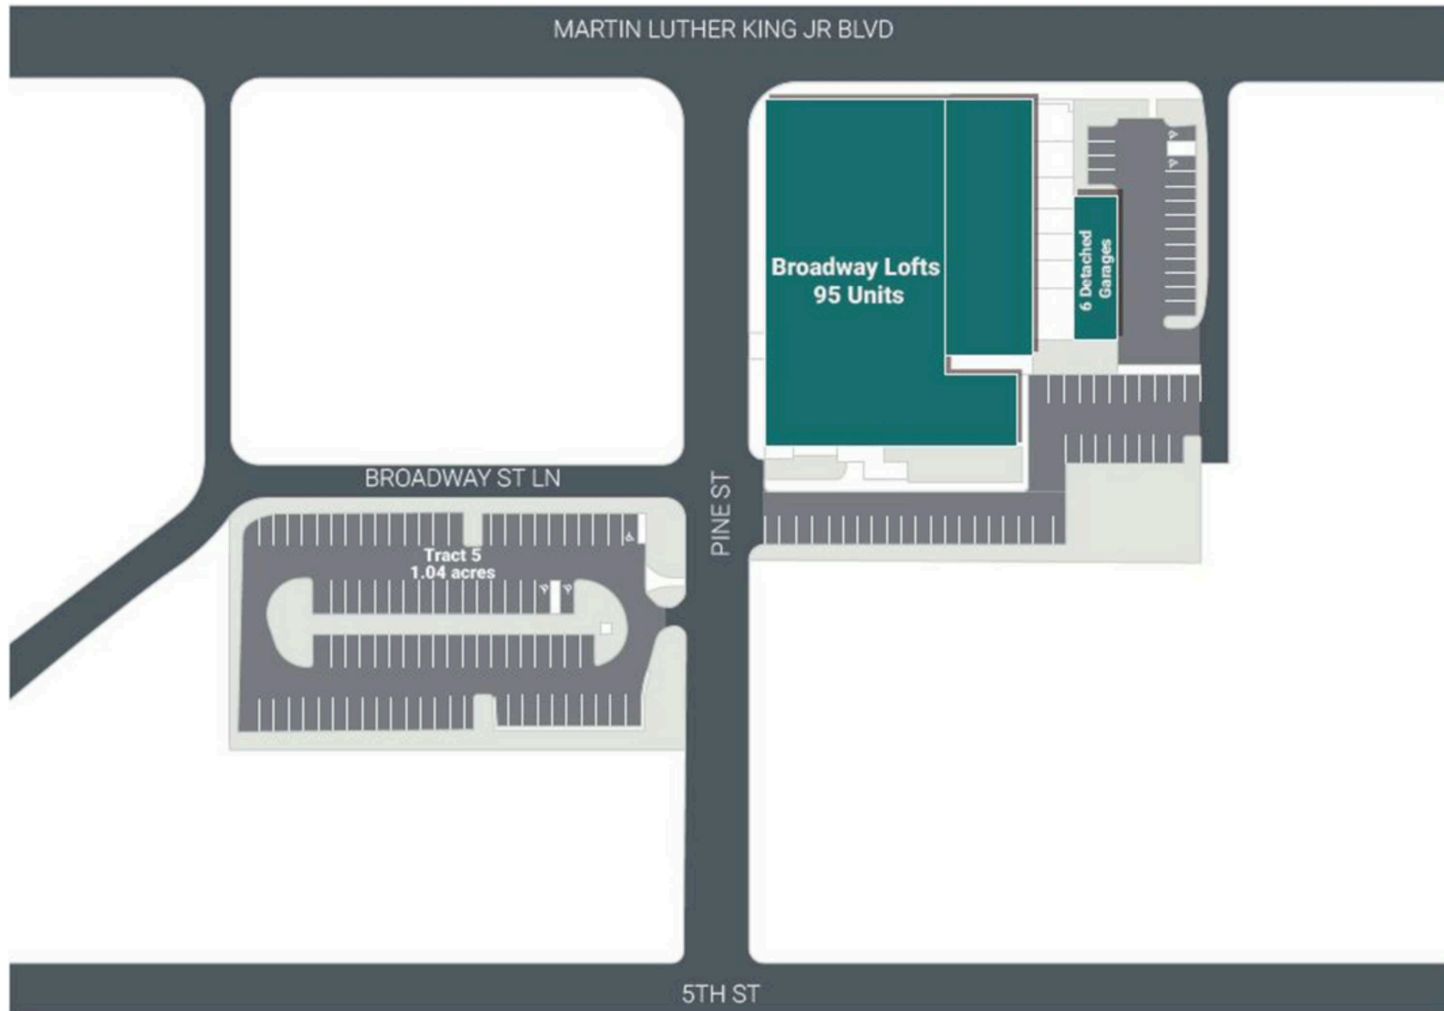 MARTIN LUTHER KING JR BLVD
Broadway Lofts
95 Units
6 Detached
Garages
BROADWAY ST LN
PINE ST
Tract 5
1.04 acres
5TH ST